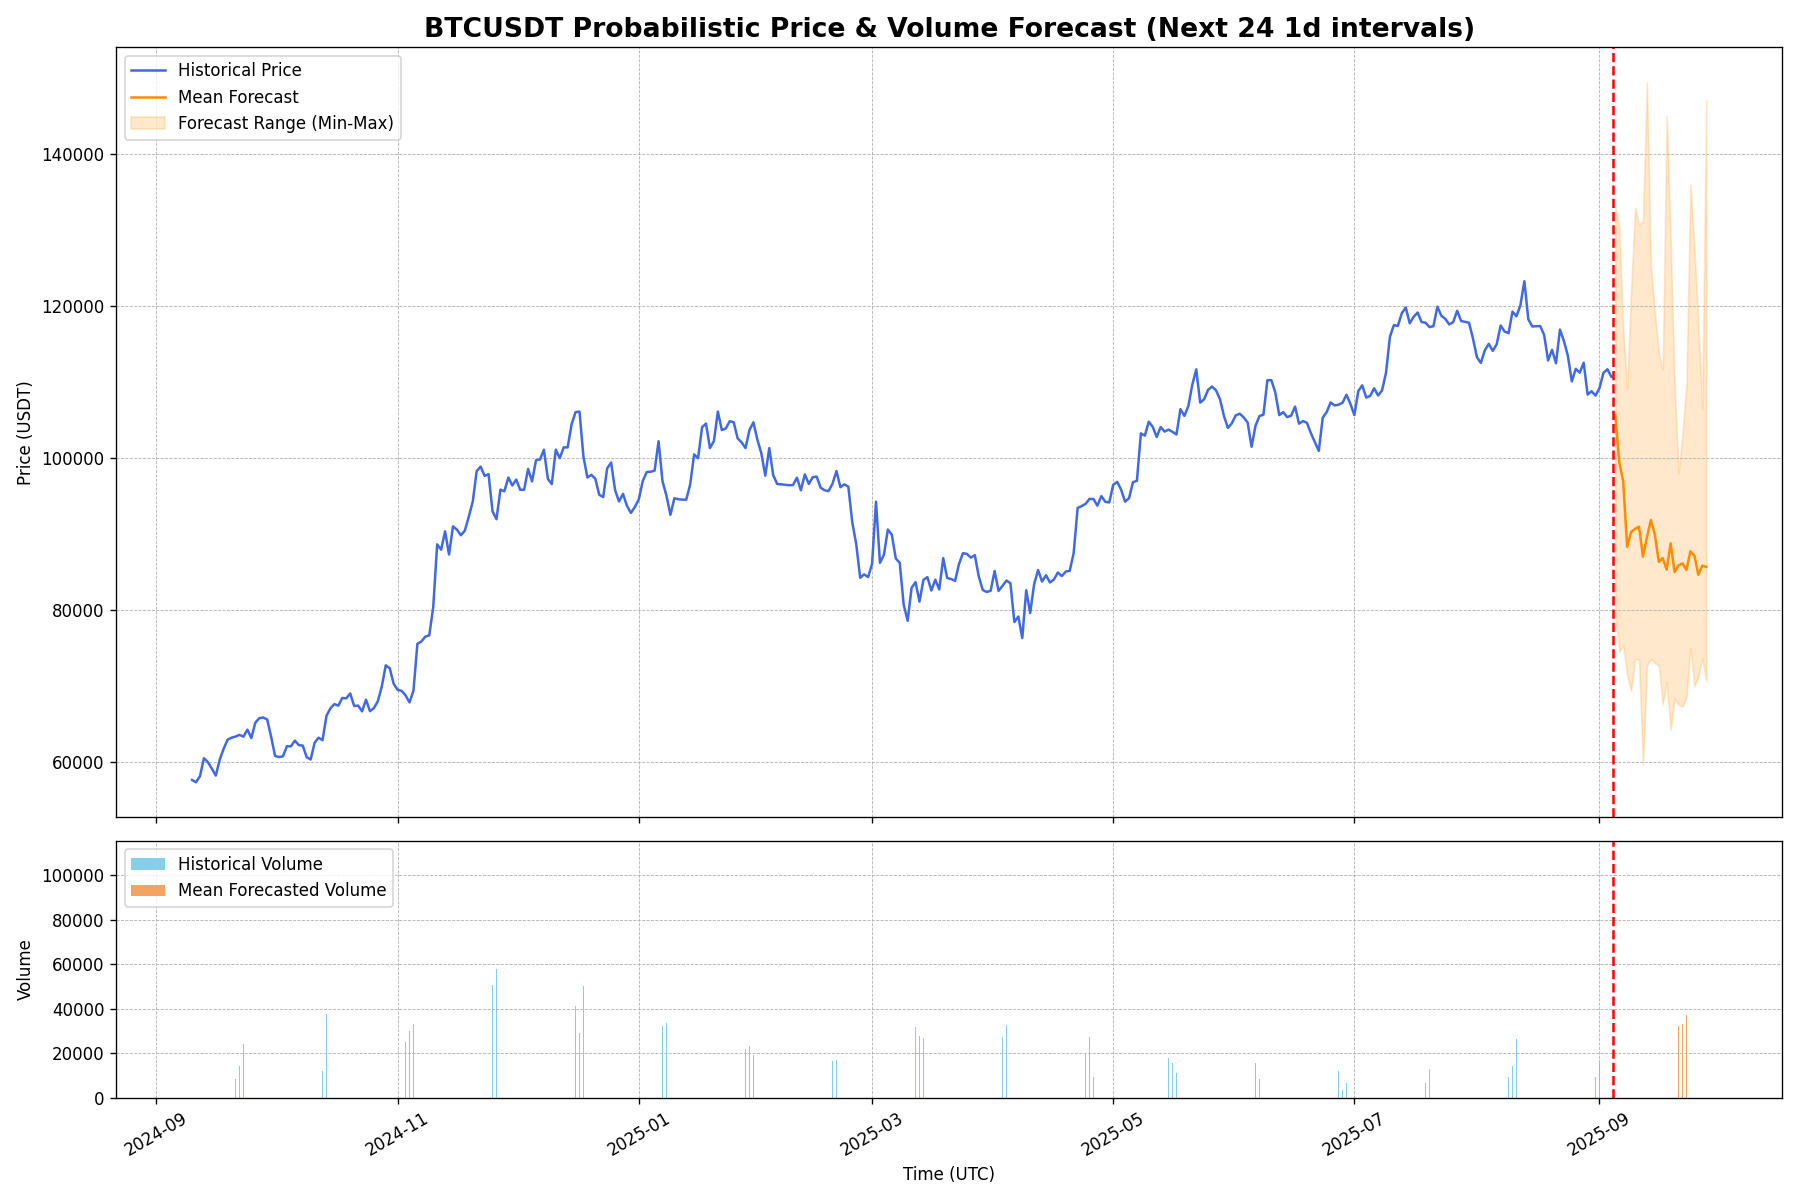 BTCUSDT Probabilistic Price & Volume Forecast (Next 24 1d intervals)
Historical Price
Mean Forecast
Forecast Range (Min-Max)
Price (USDT)
140000
120000
100000
80000
60000
Historical Volume
Mean Forecasted Volume
Volume
100000
80000
60000
40000
20000
0
2024-09
2024-11
2025-01
2025-03
2025-05
2025-07
2025-09
Time (UTC)